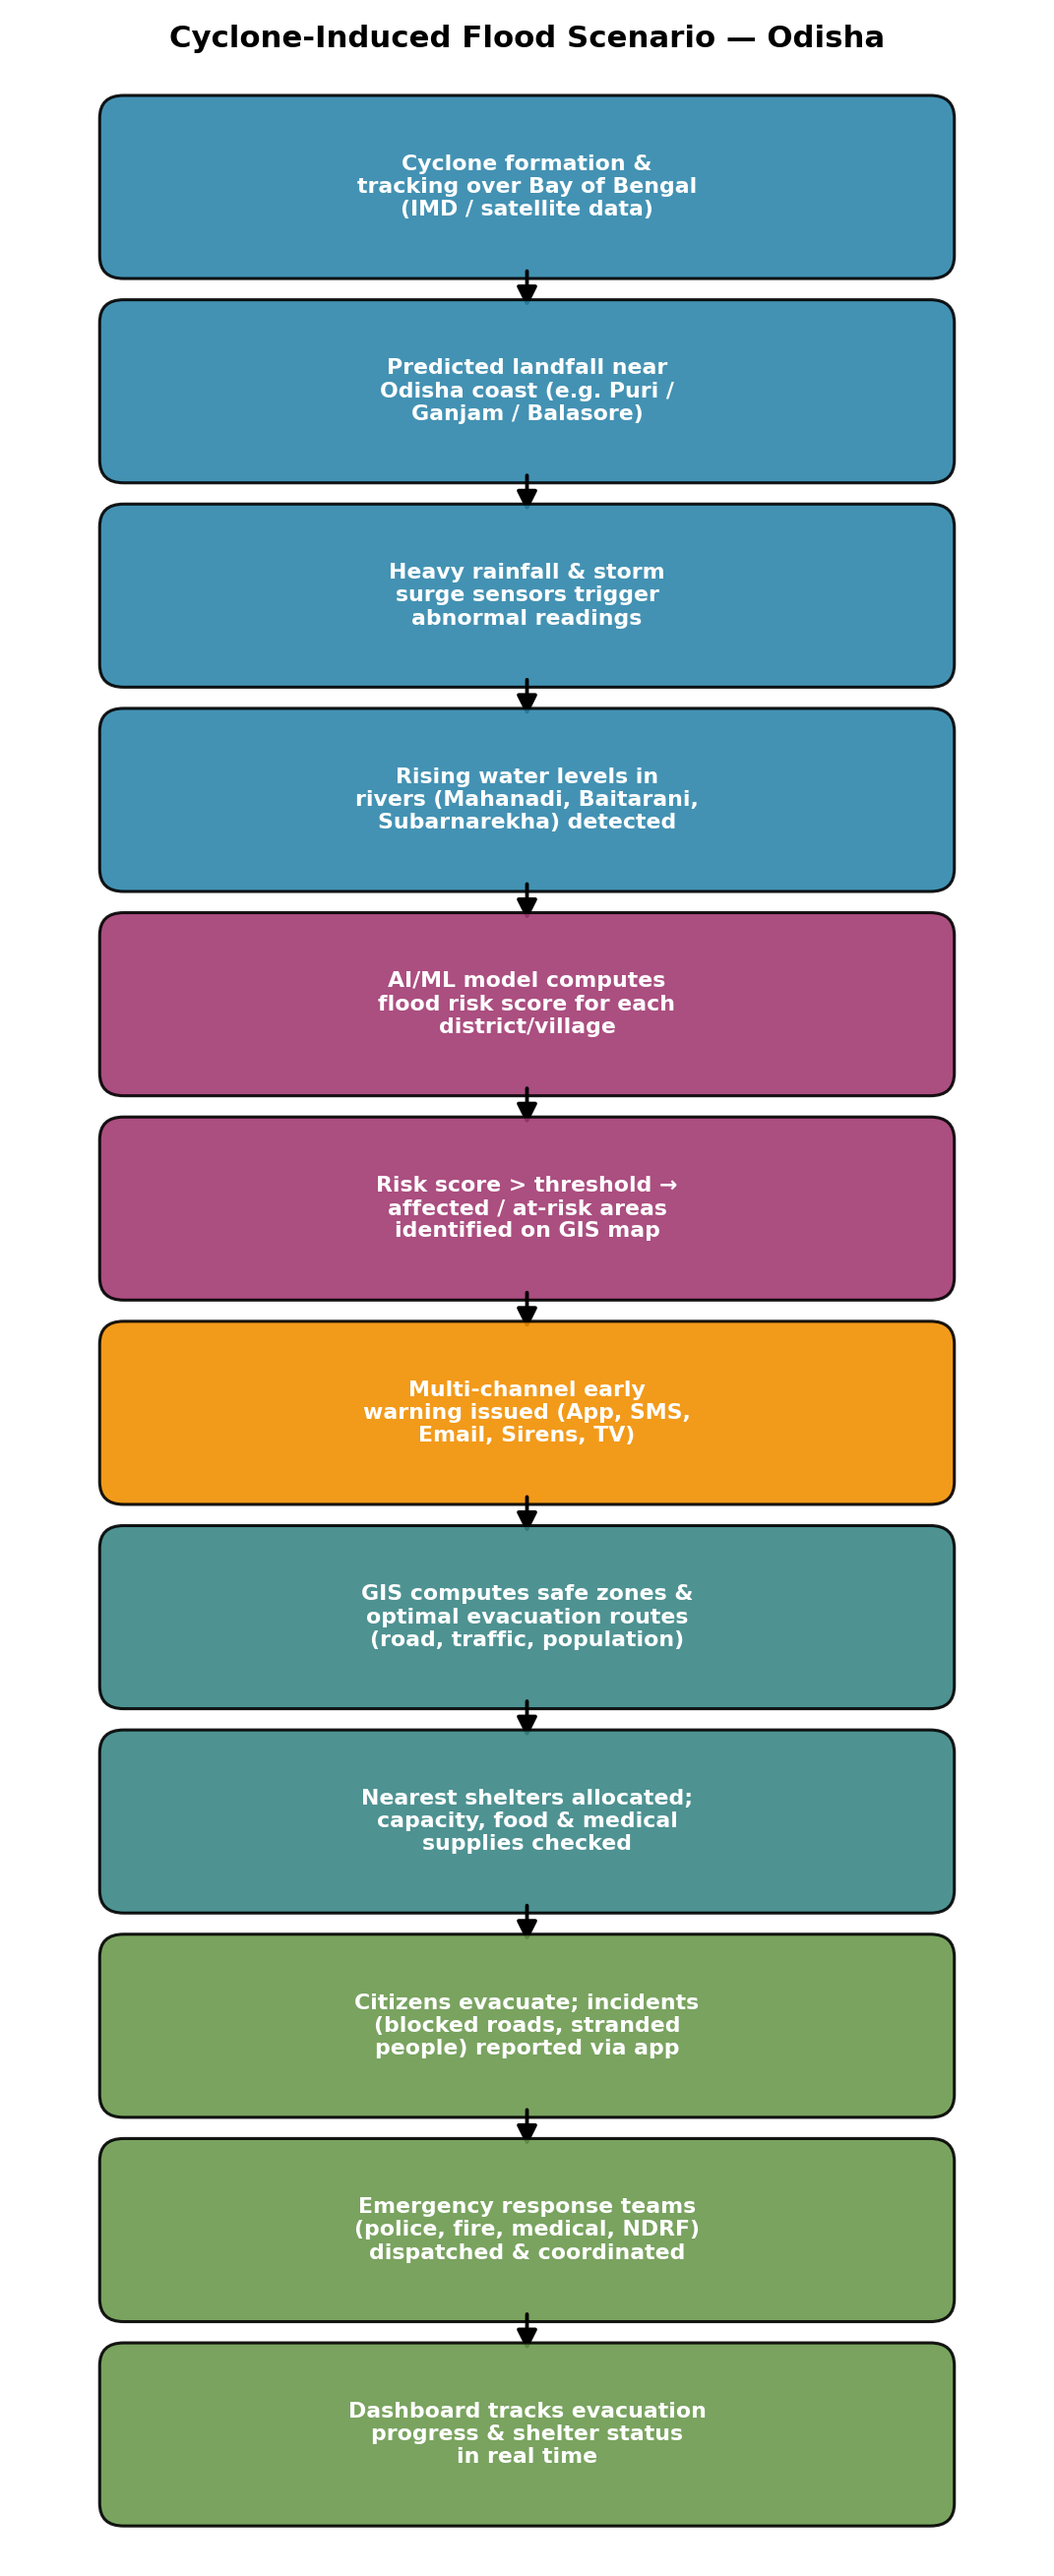 Cyclone-Induced Flood Scenario — Odisha
Cyclone formation &
tracking over Bay of Bengal
(IMD / satellite data)
Predicted landfall near
Odisha coast (e.g. Puri /
Ganjam / Balasore)
Heavy rainfall & storm
surge sensors trigger
abnormal readings
Rising water levels in
rivers (Mahanadi, Baitarani,
Subarnarekha) detected
AI/ML model computes
flood risk score for each
district/village
Risk score > threshold →
affected / at-risk areas
identified on GIS map
Multi-channel early
warning issued (App, SMS,
Email, Sirens, TV)
GIS computes safe zones &
optimal evacuation routes
(road, traffic, population)
Nearest shelters allocated;
capacity, food & medical
supplies checked
Citizens evacuate; incidents
(blocked roads, stranded
people) reported via app
Emergency response teams
(police, fire, medical, NDRF)
dispatched & coordinated
Dashboard tracks evacuation
progress & shelter status
in real time